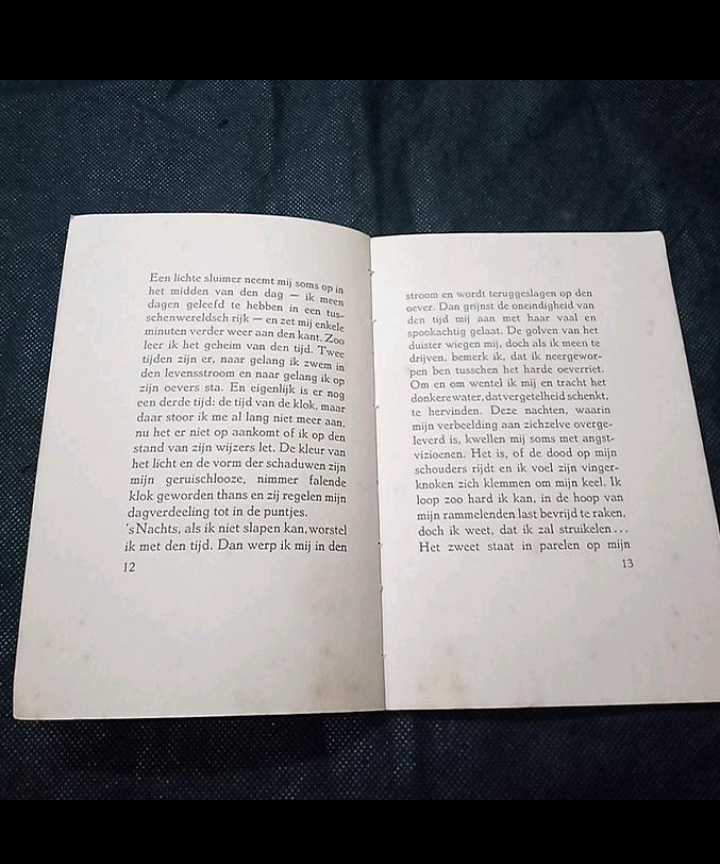 Een lichte sluimer neemt mij soms op in
het midden van den dag — ik meen
dagen geleefd te hebben in een tus-
schenwereldsch rijk — en zet mij enkele
minuten verder weer aan den kant. Zoo
leer ik het geheim van den tijd. Twee
tijden zijn er, naar gelang ik zwem in
den levensstroom en naar gelang ik op
zijn oevers sta. En eigenlijk is er nog
een derde tijd: de tijd van de klok, maar
daar stoor ik me al lang niet meer aan,
nu het er niet op aankomt of ik op den
stand van zijn wijzers let. De kleur van
het licht en de vorm der schaduwen zijn
mijn geruischlooze, nimmer falende
klok geworden thans en zij regelen mijn
dagverdeeling tot in de puntjes.
'sNachts, als ik niet slapen kan, worstel
ik met den tijd. Dan werp ik mij in den
12
stroom en wordt teruggeslagen op den
oever. Dan grijnst de oneindigheid van
den tijd mij aan met haar vaal en
spookachtig gelaat. De golven van het
duister wiegen mij, doch als ik meen te
drijven, bemerk ik, dat ik neergewor-
pen ben tusschen het harde oeverriet.
Om en om wentel ik mij en tracht het
donkere water, dat vergetelheid schenkt,
te hervinden. Deze nachten, waarin
mijn verbeelding aan zichzelve overge-
leverd is, kwellen mij soms met angst-
vizioenen. Het is, of de dood op mijn
schouders rijdt en ik voel zijn vinger-
knoken zich klemmen om mijn keel. Ik
loop zoo hard ik kan, in de hoop van
mijn rammelenden last bevrijd te raken,
doch ik weet, dat ik zal struikelen...
Het zweet staat in parelen op mijn
13